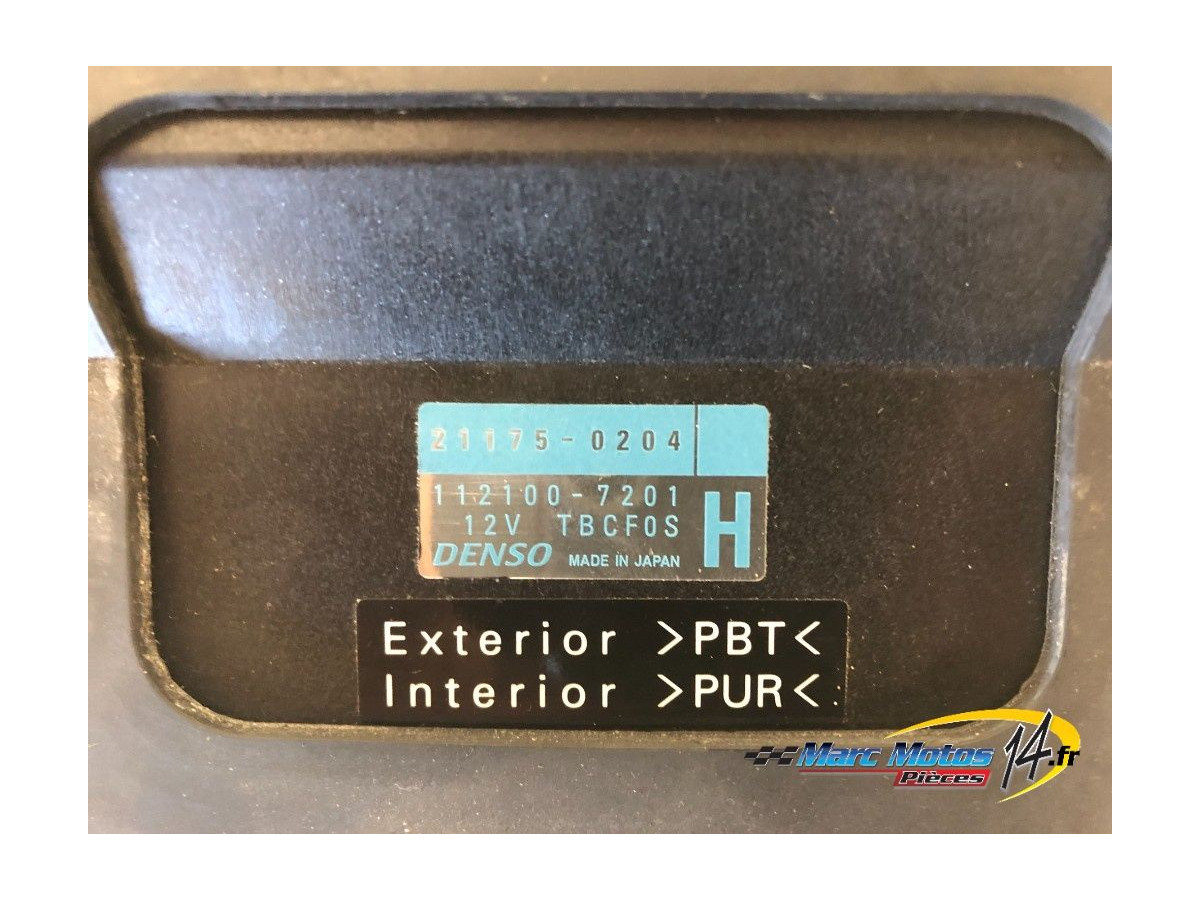 21175-0204
112100-7201
12V TBCF0S
H
DENSO MADE IN JAPAN
Exterior >PBT<
Interior >PUR<
Marc Motos 14.fr
Pièces